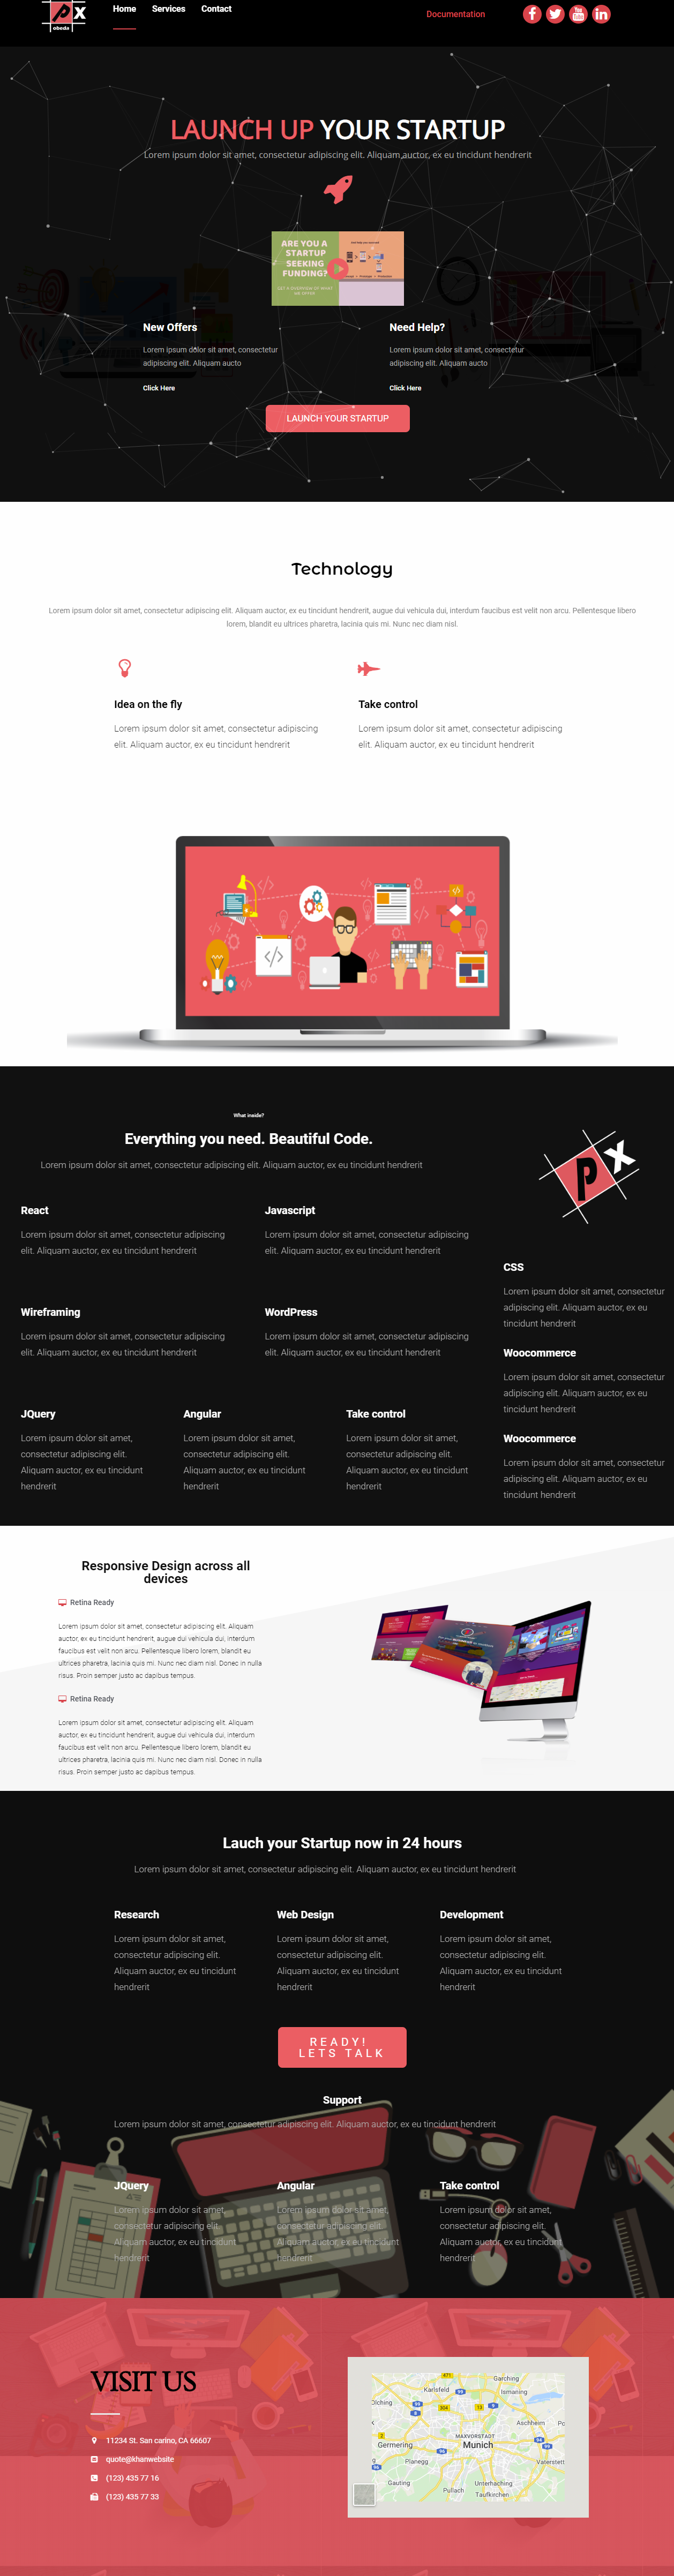 PX
obeda
Home Services Contact
Documentation
LAUNCH UP YOUR STARTUP
Lorem ipsum dolor sit amet, consectetur adipiscing elit. Aliquam auctor, ex eu tincidunt hendrerit
ARE YOU A
STARTUP
SEEKING
FUNDING?
New Offers
Lorem ipsum dolor sit amet, consectetur
adipiscing elit. Aliquam aucto
Click Here
Need Help?
Lorem ipsum dolor sit amet, consectetur
adipiscing elit. Aliquam aucto
Click Here
LAUNCH YOUR STARTUP
Technology
Lorem ipsum dolor sit amet, consectetur adipiscing elit. Aliquam auctor, ex eu tincidunt hendrerit, augue dui vehicula dui, interdum faucibus est velit non arcu. Pellentesque libero
lorem, blandit eu ultrices pharetra, lacinia quis mi. Nunc nec diam nisl.
Idea on the fly
Lorem ipsum dolor sit amet, consectetur adipiscing
elit. Aliquam auctor, ex eu tincidunt hendrerit
Take control
Lorem ipsum dolor sit amet, consectetur adipiscing
elit. Aliquam auctor, ex eu tincidunt hendrerit
What inside?
Everything you need. Beautiful Code.
Lorem ipsum dolor sit amet, consectetur adipiscing elit. Aliquam auctor, ex eu tincidunt hendrerit
React
Lorem ipsum dolor sit amet, consectetur adipiscing
elit. Aliquam auctor, ex eu tincidunt hendrerit
Javascript
Lorem ipsum dolor sit amet, consectetur adipiscing
elit. Aliquam auctor, ex eu tincidunt hendrerit
Wireframing
Lorem ipsum dolor sit amet, consectetur adipiscing
elit. Aliquam auctor, ex eu tincidunt hendrerit
WordPress
Lorem ipsum dolor sit amet, consectetur adipiscing
elit. Aliquam auctor, ex eu tincidunt hendrerit
JQuery
Lorem ipsum dolor sit amet,
consectetur adipiscing elit.
Aliquam auctor, ex eu tincidunt
hendrerit
Angular
Lorem ipsum dolor sit amet,
consectetur adipiscing elit.
Aliquam auctor, ex eu tincidunt
hendrerit
Take control
Lorem ipsum dolor sit amet,
consectetur adipiscing elit.
Aliquam auctor, ex eu tincidunt
hendrerit
PX
CSS
Lorem ipsum dolor sit amet, consectetur
adipiscing elit. Aliquam auctor, ex eu
tincidunt hendrerit
Woocommerce
Lorem ipsum dolor sit amet, consectetur
adipiscing elit. Aliquam auctor, ex eu
tincidunt hendrerit
Woocommerce
Lorem ipsum dolor sit amet, consectetur
adipiscing elit. Aliquam auctor, ex eu
tincidunt hendrerit
Responsive Design across all
devices
Retina Ready
Lorem ipsum dolor sit amet, consectetur adipiscing elit. Aliquam
auctor, ex eu tincidunt hendrerit, augue dui vehicula dui, interdum
faucibus est velit non arcu. Pellentesque libero lorem, blandit eu
ultrices pharetra, lacinia quis mi. Nunc nec diam nisl. Donec in nulla
risus. Proin semper justo ac dapibus tempus.
Retina Ready
Lorem ipsum dolor sit amet, consectetur adipiscing elit. Aliquam
auctor, ex eu tincidunt hendrerit, augue dui vehicula dui, interdum
faucibus est velit non arcu. Pellentesque libero lorem, blandit eu
ultrices pharetra, lacinia quis mi. Nunc nec diam nisl. Donec in nulla
risus. Proin semper justo ac dapibus tempus.
Lauch your Startup now in 24 hours
Lorem ipsum dolor sit amet, consectetur adipiscing elit. Aliquam auctor, ex eu tincidunt hendrerit
Research
Lorem ipsum dolor sit amet,
consectetur adipiscing elit.
Aliquam auctor, ex eu tincidunt
hendrerit
Web Design
Lorem ipsum dolor sit amet,
consectetur adipiscing elit.
Aliquam auctor, ex eu tincidunt
hendrerit
Development
Lorem ipsum dolor sit amet,
consectetur adipiscing elit.
Aliquam auctor, ex eu tincidunt
hendrerit
READY!
LETS TALK
Support
Lorem ipsum dolor sit amet, consectetur adipiscing elit. Aliquam auctor, ex eu tincidunt hendrerit
JQuery
Lorem ipsum dolor sit amet,
consectetur adipiscing elit.
Aliquam auctor, ex eu tincidunt
hendrerit
Angular
Lorem ipsum dolor sit amet,
consectetur adipiscing elit.
Aliquam auctor, ex eu tincidunt
hendrerit
Take control
Lorem ipsum dolor sit amet,
consectetur adipiscing elit.
Aliquam auctor, ex eu tincidunt
hendrerit
VISIT US
11234 St. San carino, CA 66607
quote@khanwebsite
(123) 435 77 16
(123) 435 77 33
471
Garching
Karlsfeld
99
Ismaning
Olching
304
13
8
Aschheim
MAXVORSTADT
Munich
Germering
96
94
99
Planegg
Vaterstett
Gauting
Unterhaching
Pullach
Taufkirchen